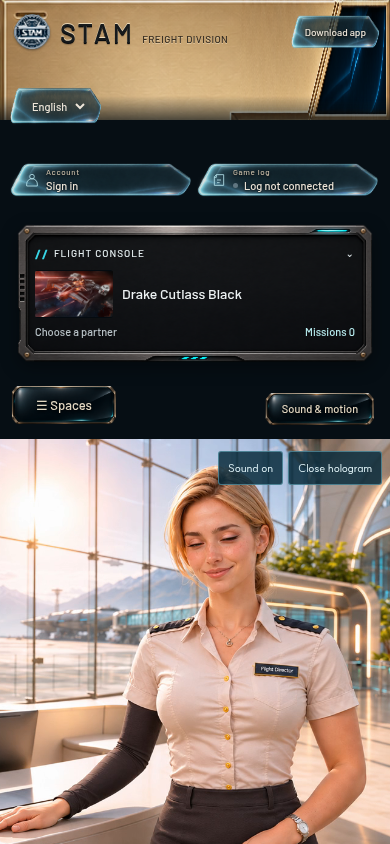 STAM
STAM FREIGHT DIVISION
Download app
English
Account
Sign in
Game log
Log not connected
// FLIGHT CONSOLE
Drake Cutlass Black
Choose a partner
Missions 0
☰ Spaces
Sound & motion
Sound on
Close hologram
Flight Director